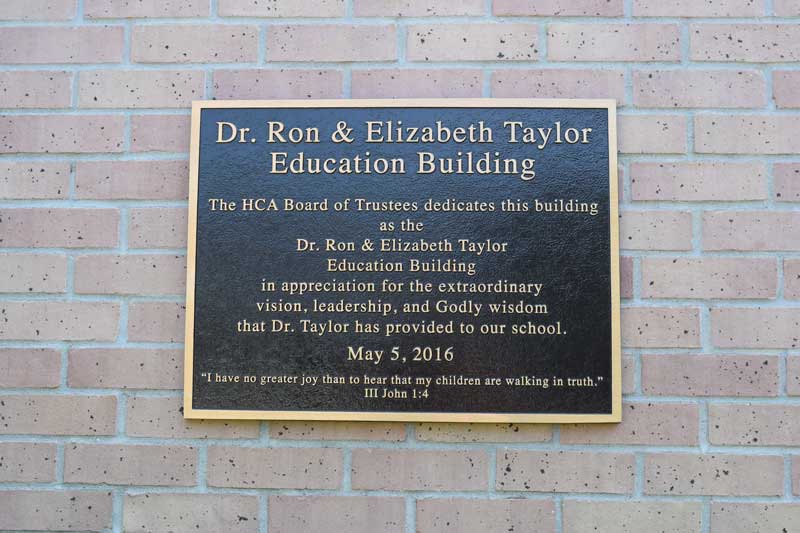 Dr. Ron & Elizabeth Taylor
Education Building
The HCA Board of Trustees dedicates this building
as the
Dr. Ron & Elizabeth Taylor
Education Building
in appreciation for the extraordinary
vision, leadership, and Godly wisdom
that Dr. Taylor has provided to our school.
May 5, 2016
“I have no greater joy than to hear that my children are walking in truth.”
III John 1:4